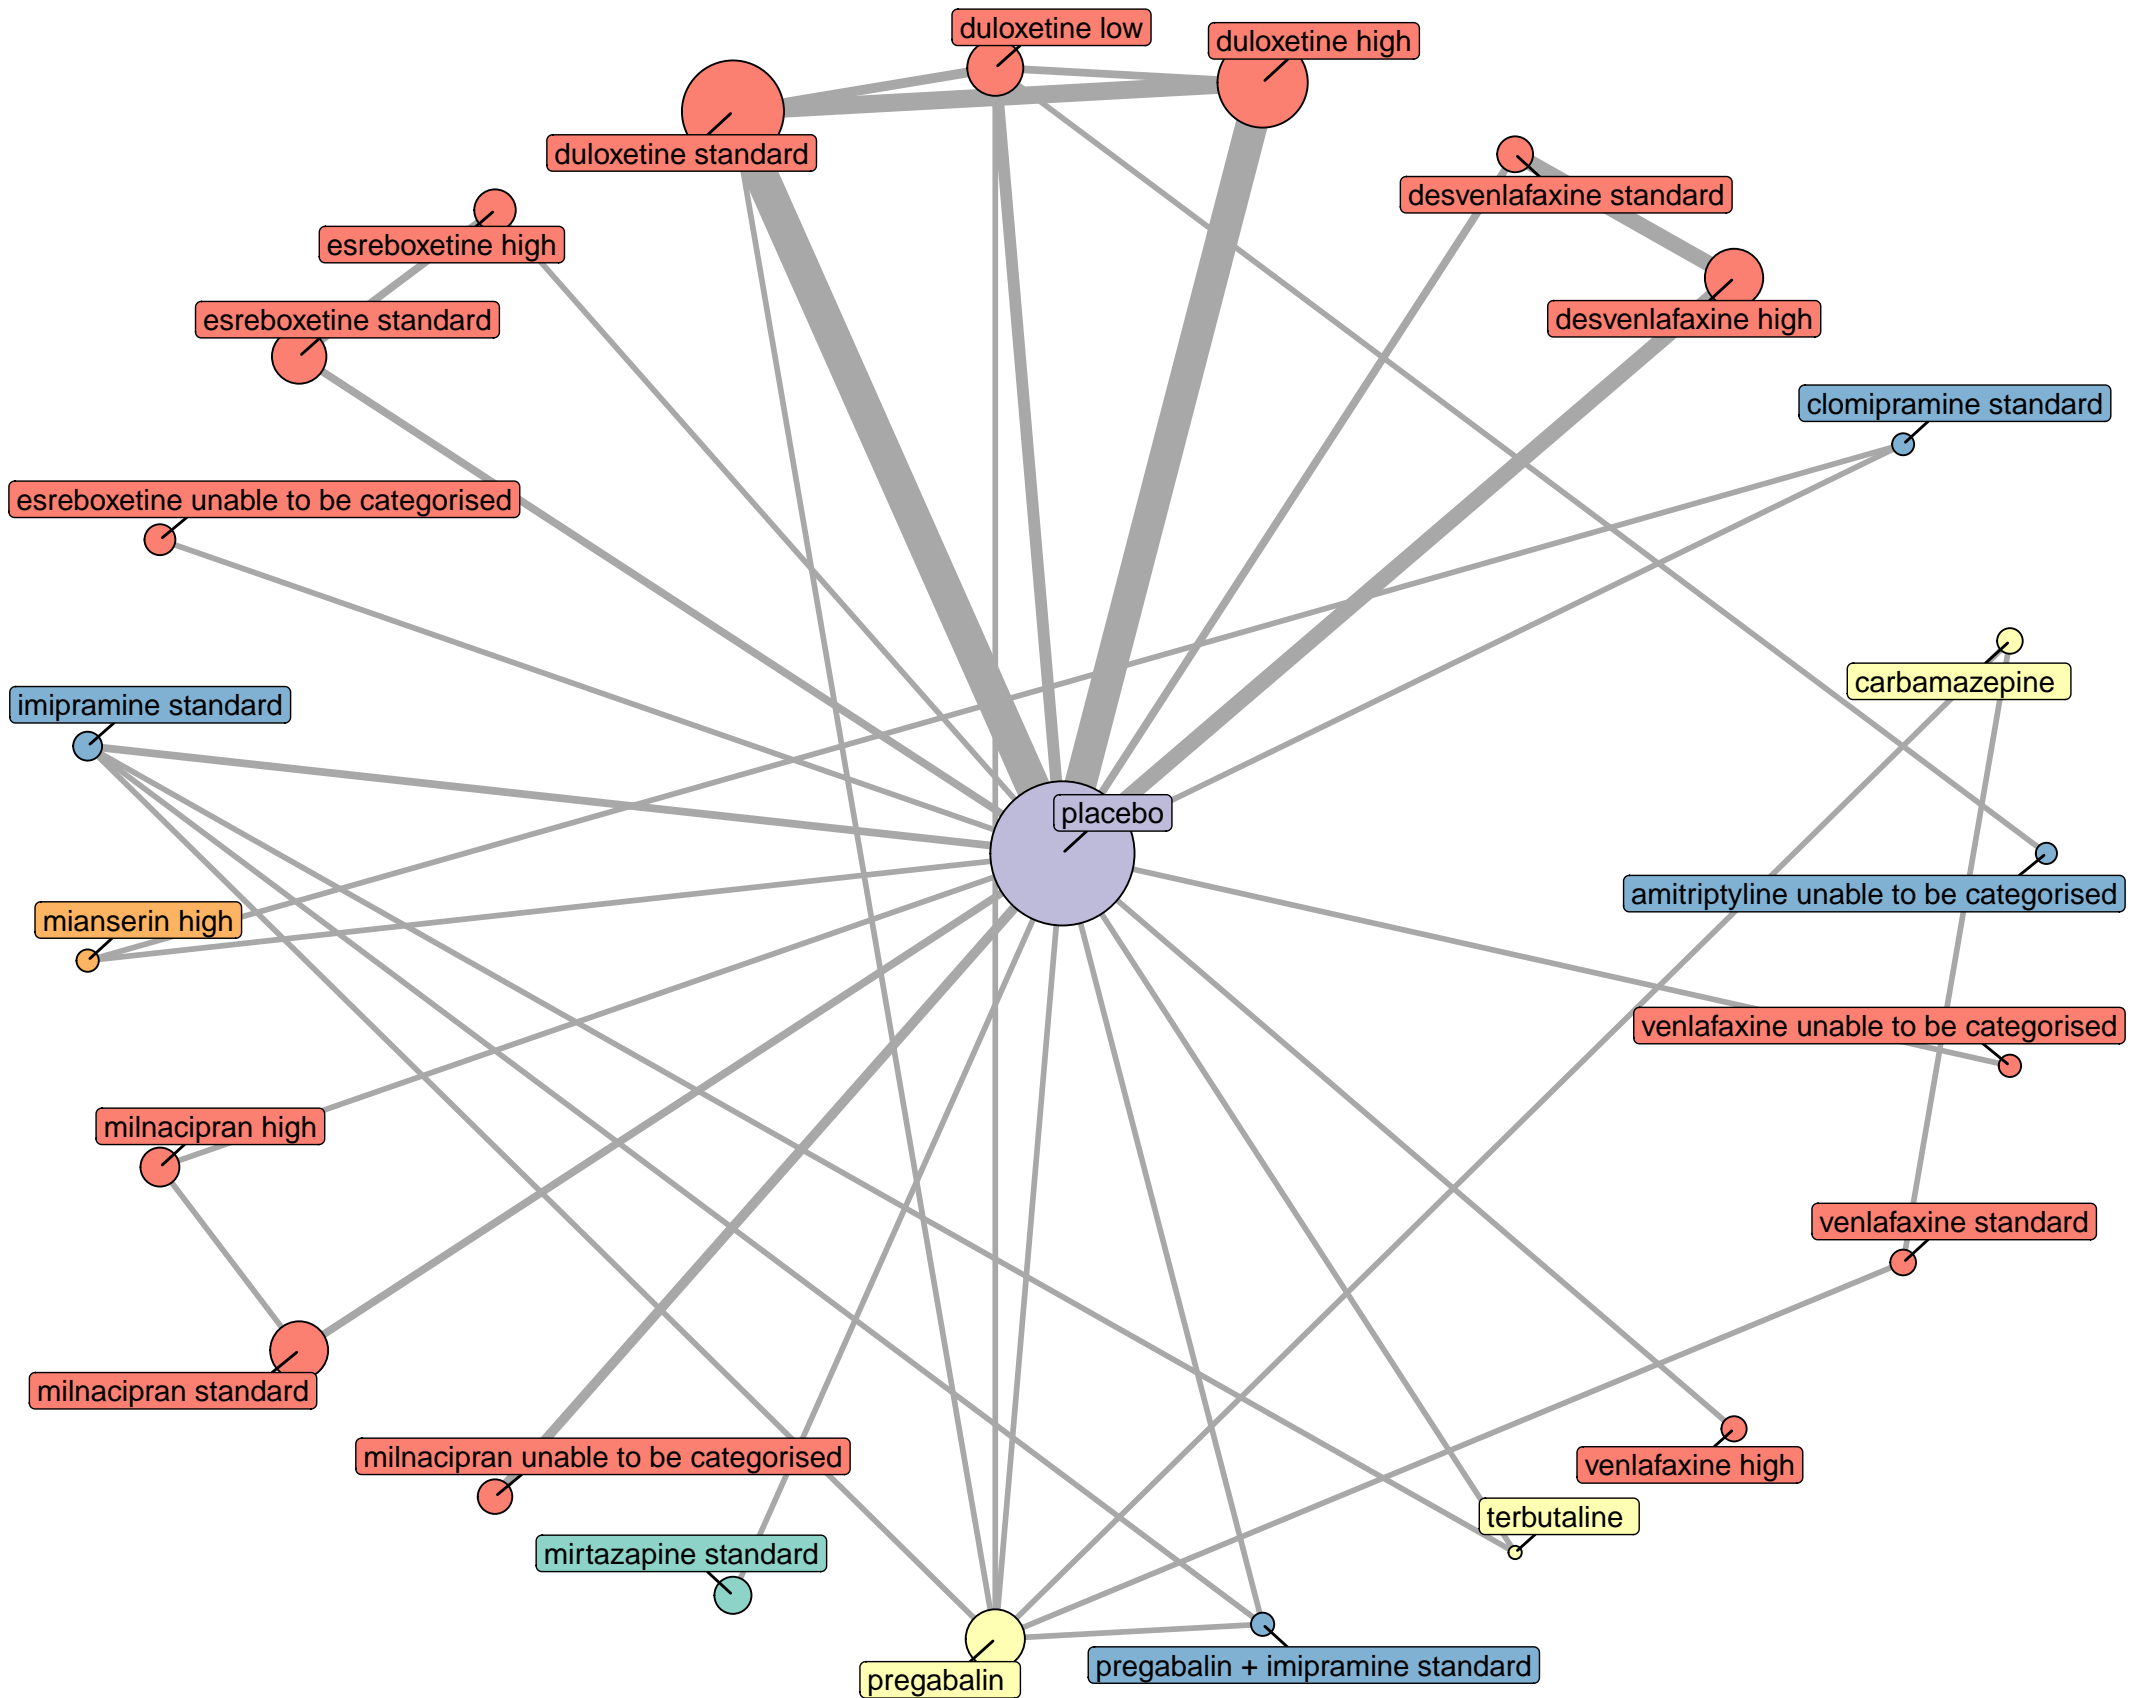 duloxetine low
duloxetine high
duloxetine standard
desvenlafaxine standard
esreboxetine high
esreboxetine standard
desvenlafaxine high
clomipramine standard
esreboxetine unable to be categorised
carbamazepine
imipramine standard
placebo
amitriptyline unable to be categorised
mianserin high
venlafaxine unable to be categorised
milnacipran high
venlafaxine standard
milnacipran standard
milnacipran unable to be categorised
venlafaxine high
terbutaline
mirtazapine standard
pregabalin + imipramine standard
pregabalin